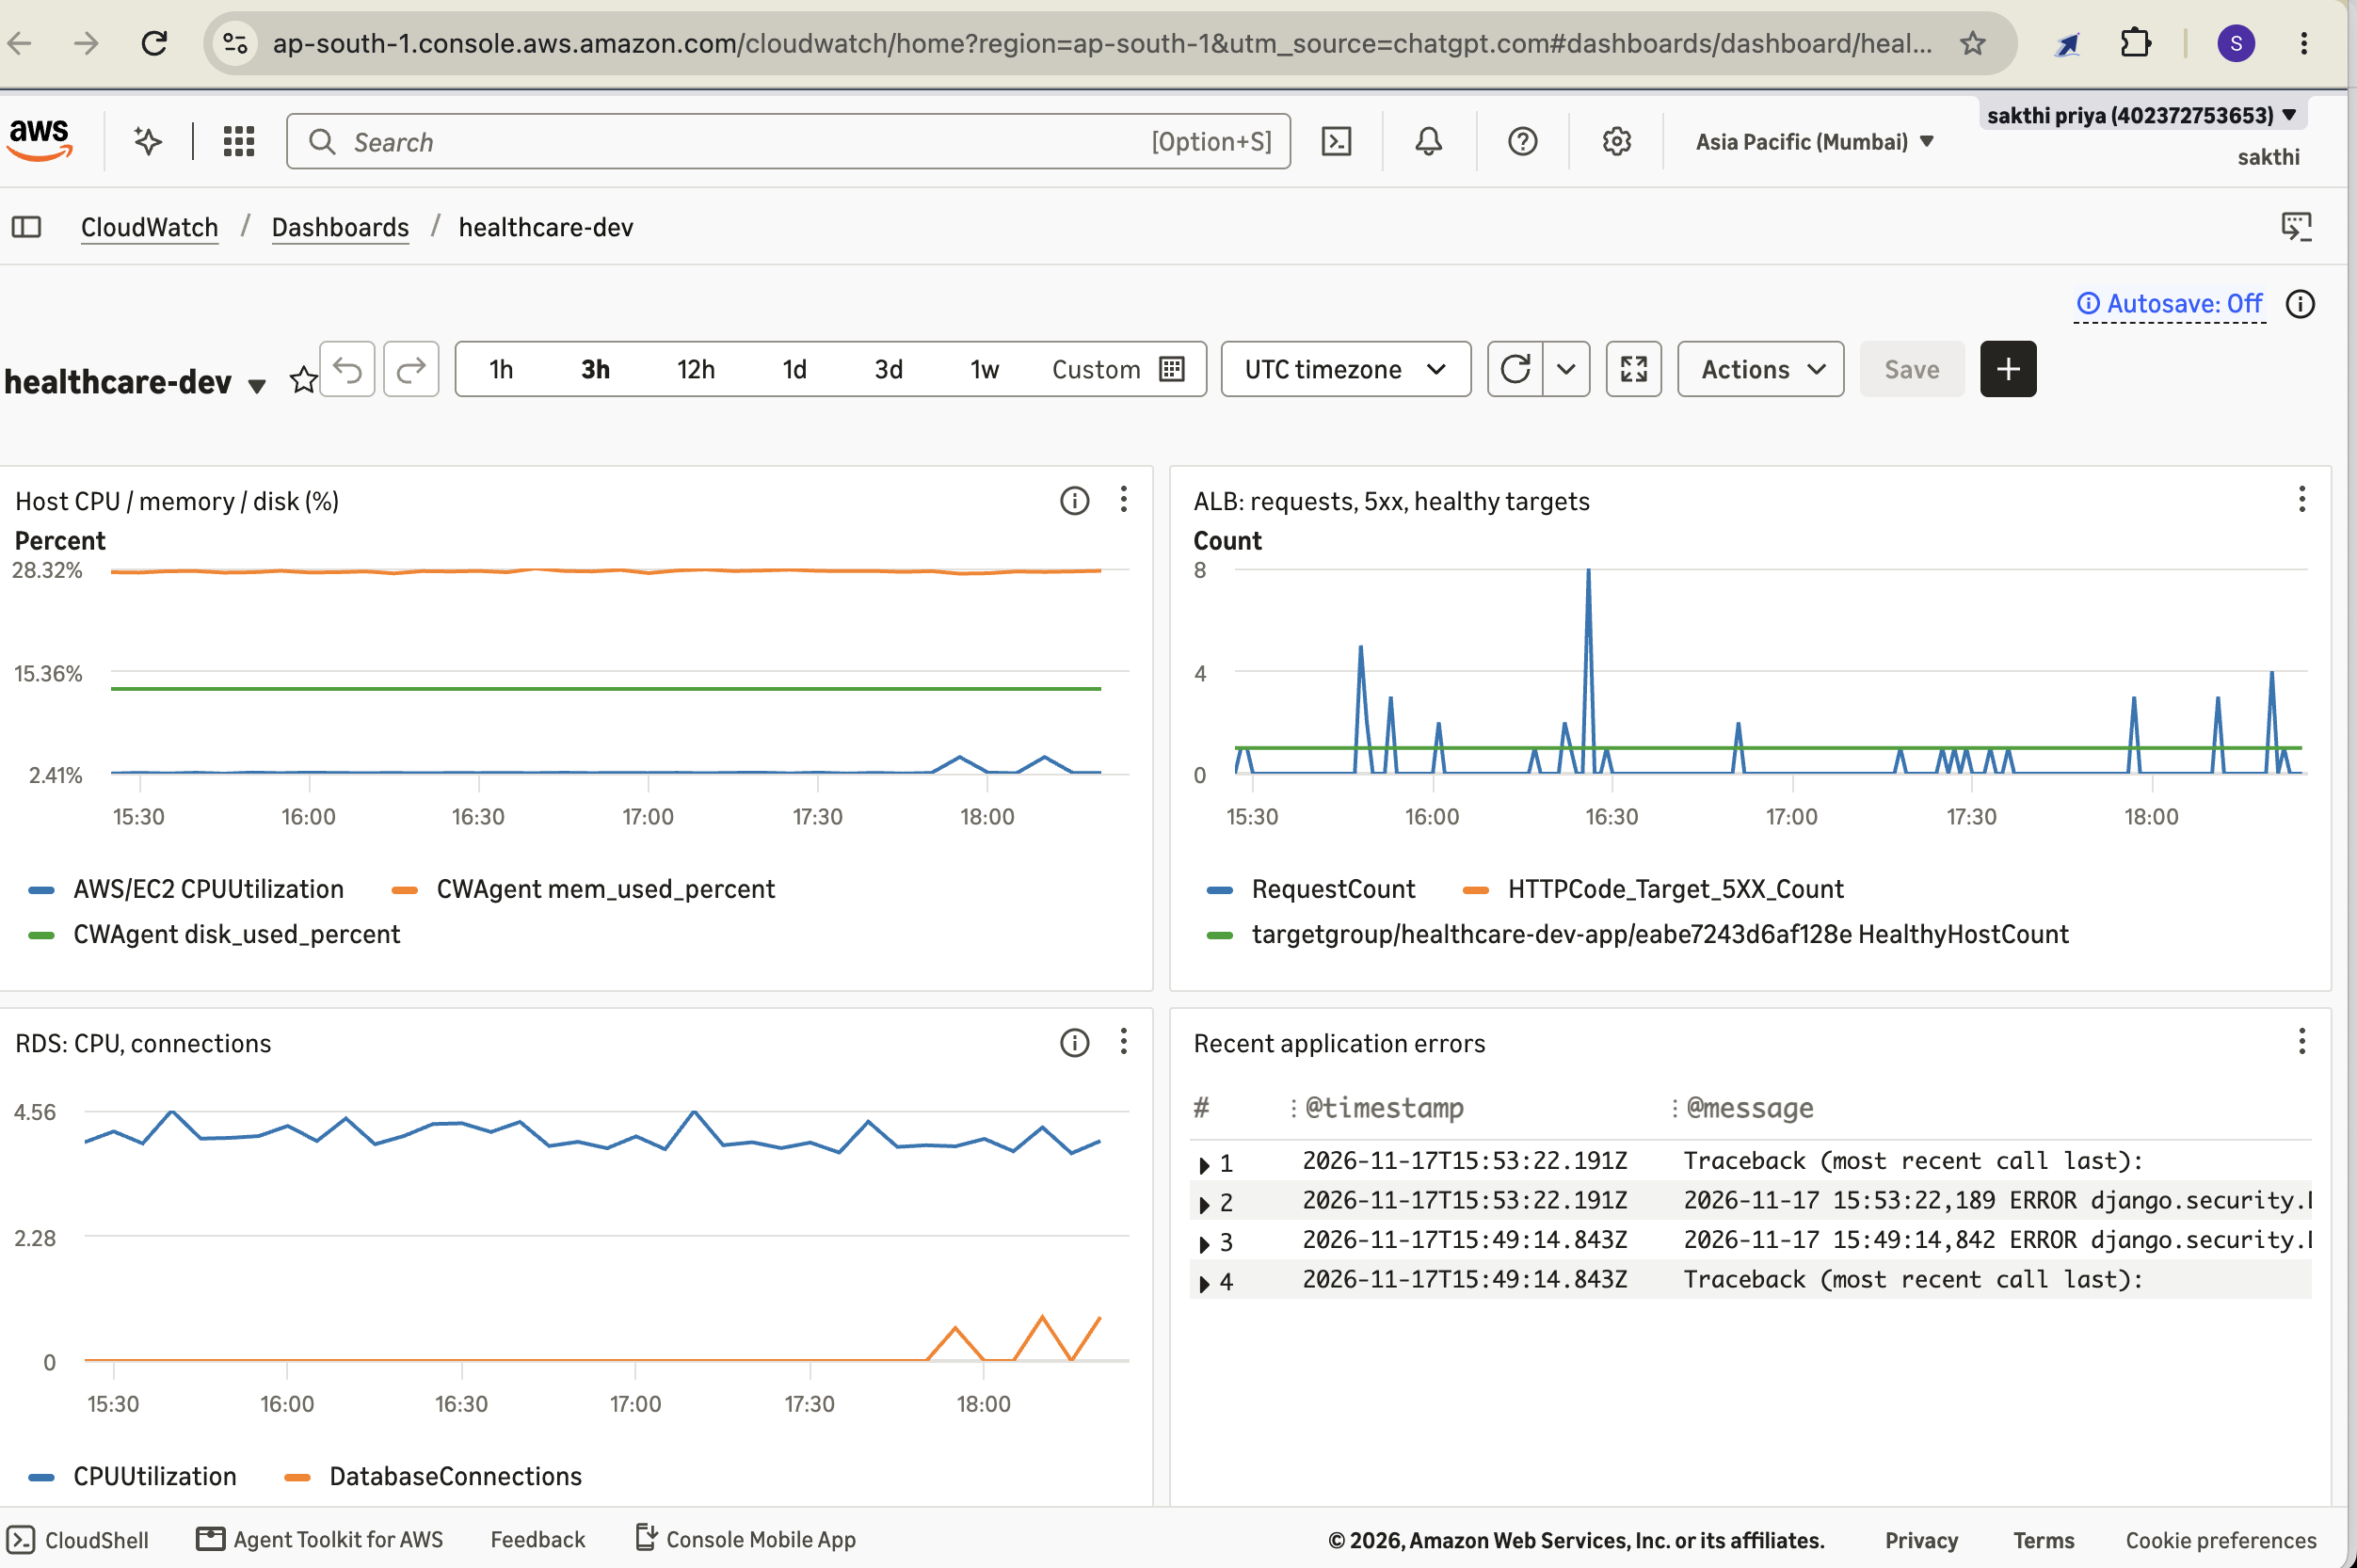 ap-south-1.console.aws.amazon.com/cloudwatch/home?region=ap-south-1&utm_source=chatgpt.com#dashboards/dashboard/heal...
S
aws
Search
[Option+S]
Asia Pacific (Mumbai)
sakthi priya (402372753653)
sakthi
CloudWatch / Dashboards / healthcare-dev
Autosave: Off
healthcare-dev
1h 3h 12h 1d 3d 1w Custom
UTC timezone
Actions
Save
Host CPU / memory / disk (%)
Percent
28.32%
15.36%
2.41%
15:30 16:00 16:30 17:00 17:30 18:00
AWS/EC2 CPUUtilization CWAgent mem_used_percent
CWAgent disk_used_percent
ALB: requests, 5xx, healthy targets
Count
8
4
0
15:30 16:00 16:30 17:00 17:30 18:00
RequestCount HTTPCode_Target_5XX_Count
targetgroup/healthcare-dev-app/eabe7243d6af128e HealthyHostCount
RDS: CPU, connections
4.56
2.28
0
15:30 16:00 16:30 17:00 17:30 18:00
CPUUtilization DatabaseConnections
Recent application errors
# @timestamp @message
1 2026-11-17T15:53:22.191Z Traceback (most recent call last):
2 2026-11-17T15:53:22.191Z 2026-11-17 15:53:22,189 ERROR django.security.
3 2026-11-17T15:49:14.843Z 2026-11-17 15:49:14,842 ERROR django.security.
4 2026-11-17T15:49:14.843Z Traceback (most recent call last):
CloudShell Agent Toolkit for AWS Feedback Console Mobile App
© 2026, Amazon Web Services, Inc. or its affiliates. Privacy Terms Cookie preferences